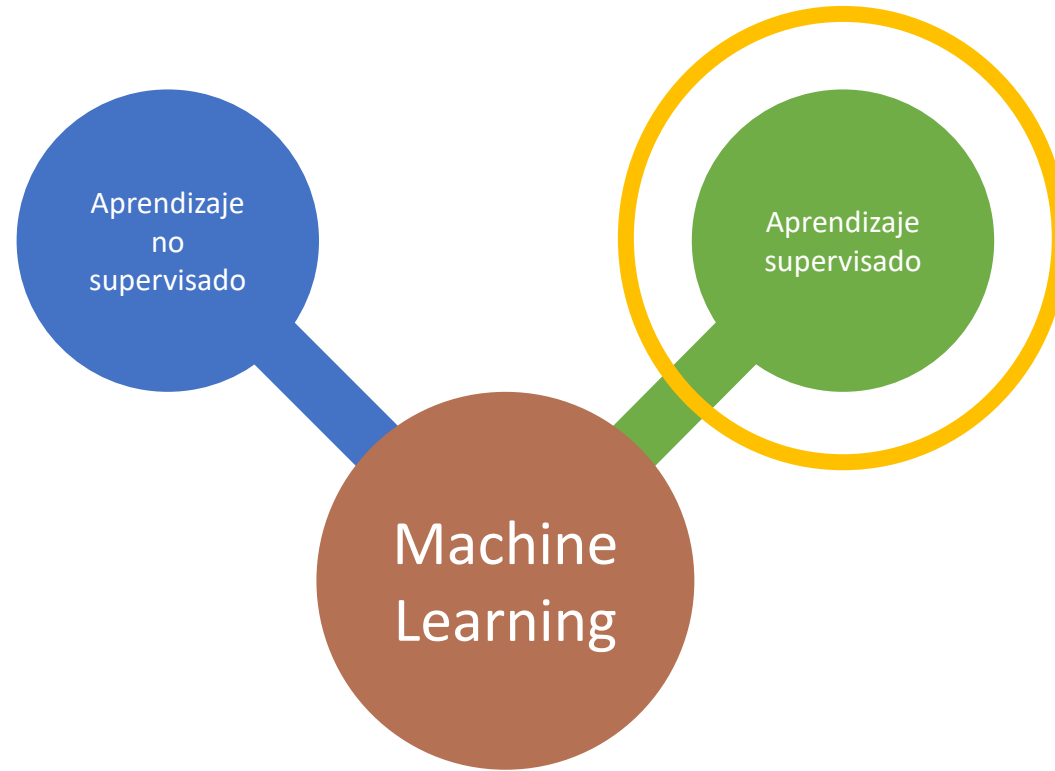 Aprendizaje
no
supervisado
Aprendizaje
supervisado
Machine
Learning